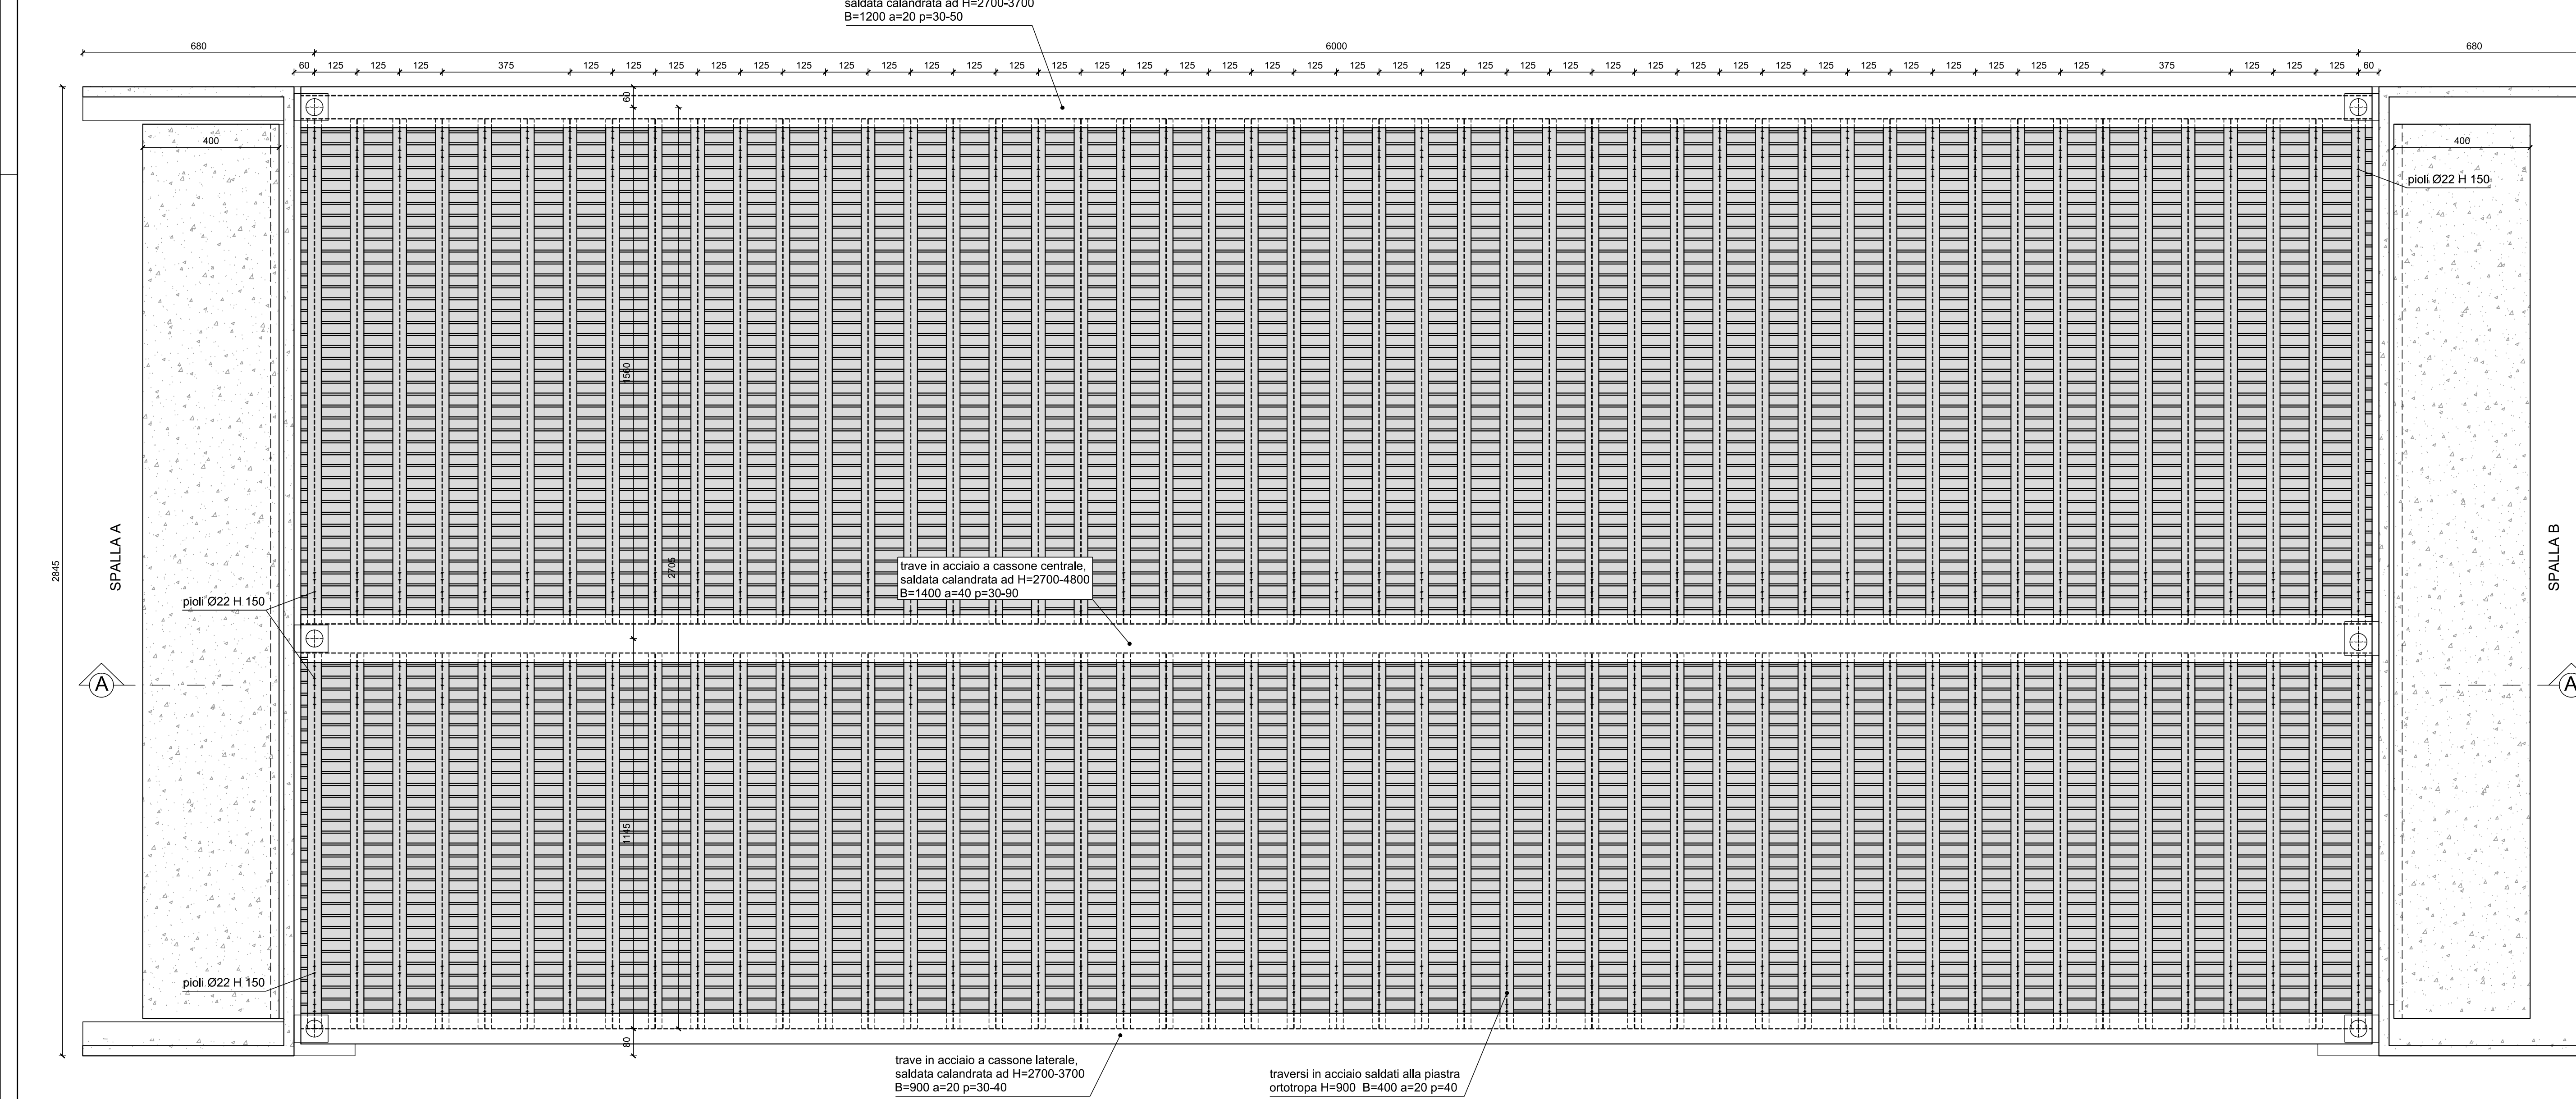 saldata calandrata ad H=2700-3700
B=1200 a=20 p=30-50
680 6000 680
60 125 125 125 375 125 125 125 125 125 125 125 125 125 125 125 125 125 125 125 125 125 125 125 125 125 125 125 125 125 125 125 125 125 125 125 125 125 125 125 125 375 125 125 125 60
60
400
400
pioli Ø22 H 150
1560
2705
2845
SPALLA A
SPALLA B
trave in acciaio a cassone centrale,
saldata calandrata ad H=2700-4800
B=1400 a=40 p=30-90
pioli Ø22 H 150
A
A
1145
pioli Ø22 H 150
80
trave in acciaio a cassone laterale,
saldata calandrata ad H=2700-3700
B=900 a=20 p=30-40
traversi in acciaio saldati alla piastra
ortotropa H=900 B=400 a=20 p=40